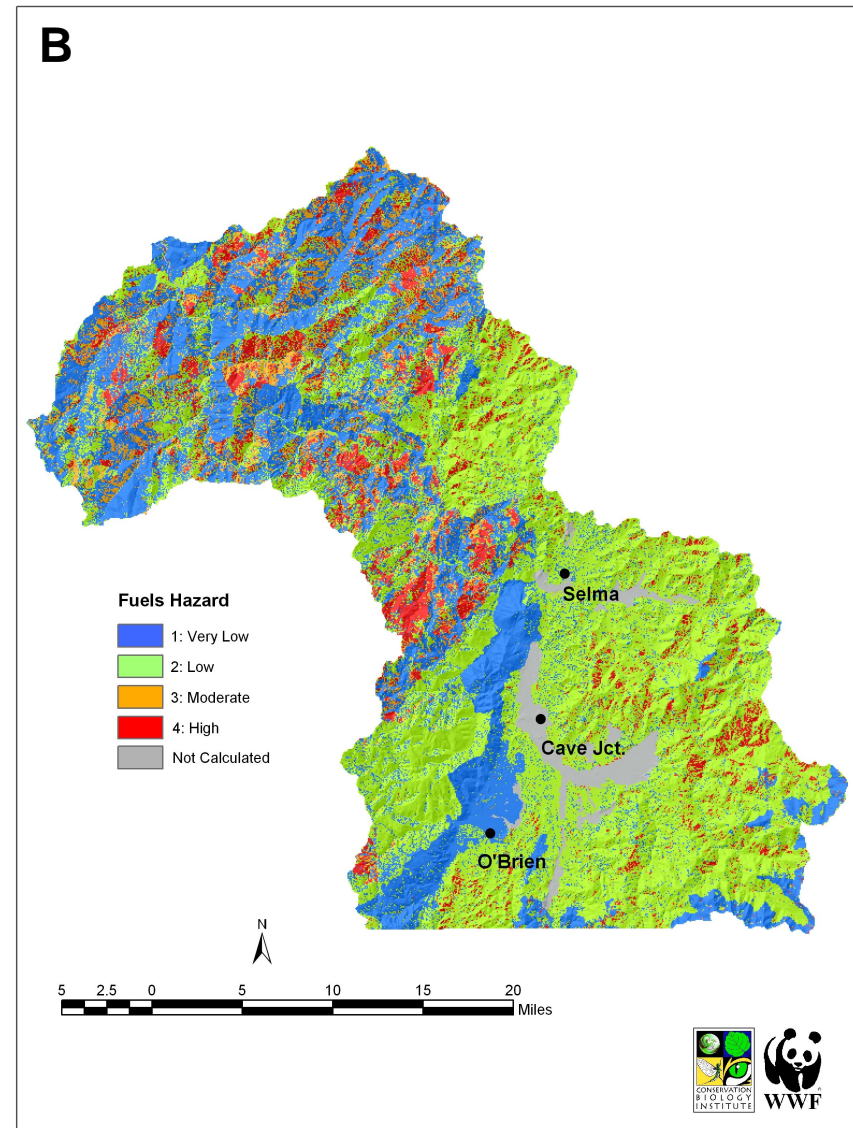 B
Selma
Fuels Hazard
1: Very Low
2: Low
3: Moderate
4: High
Not Calculated
Cave Jct.
O'Brien
N
5 2.5 0 5 10 15 20
Miles
CONSERVATION
BIOLOGY
INSTITUTE
WWF